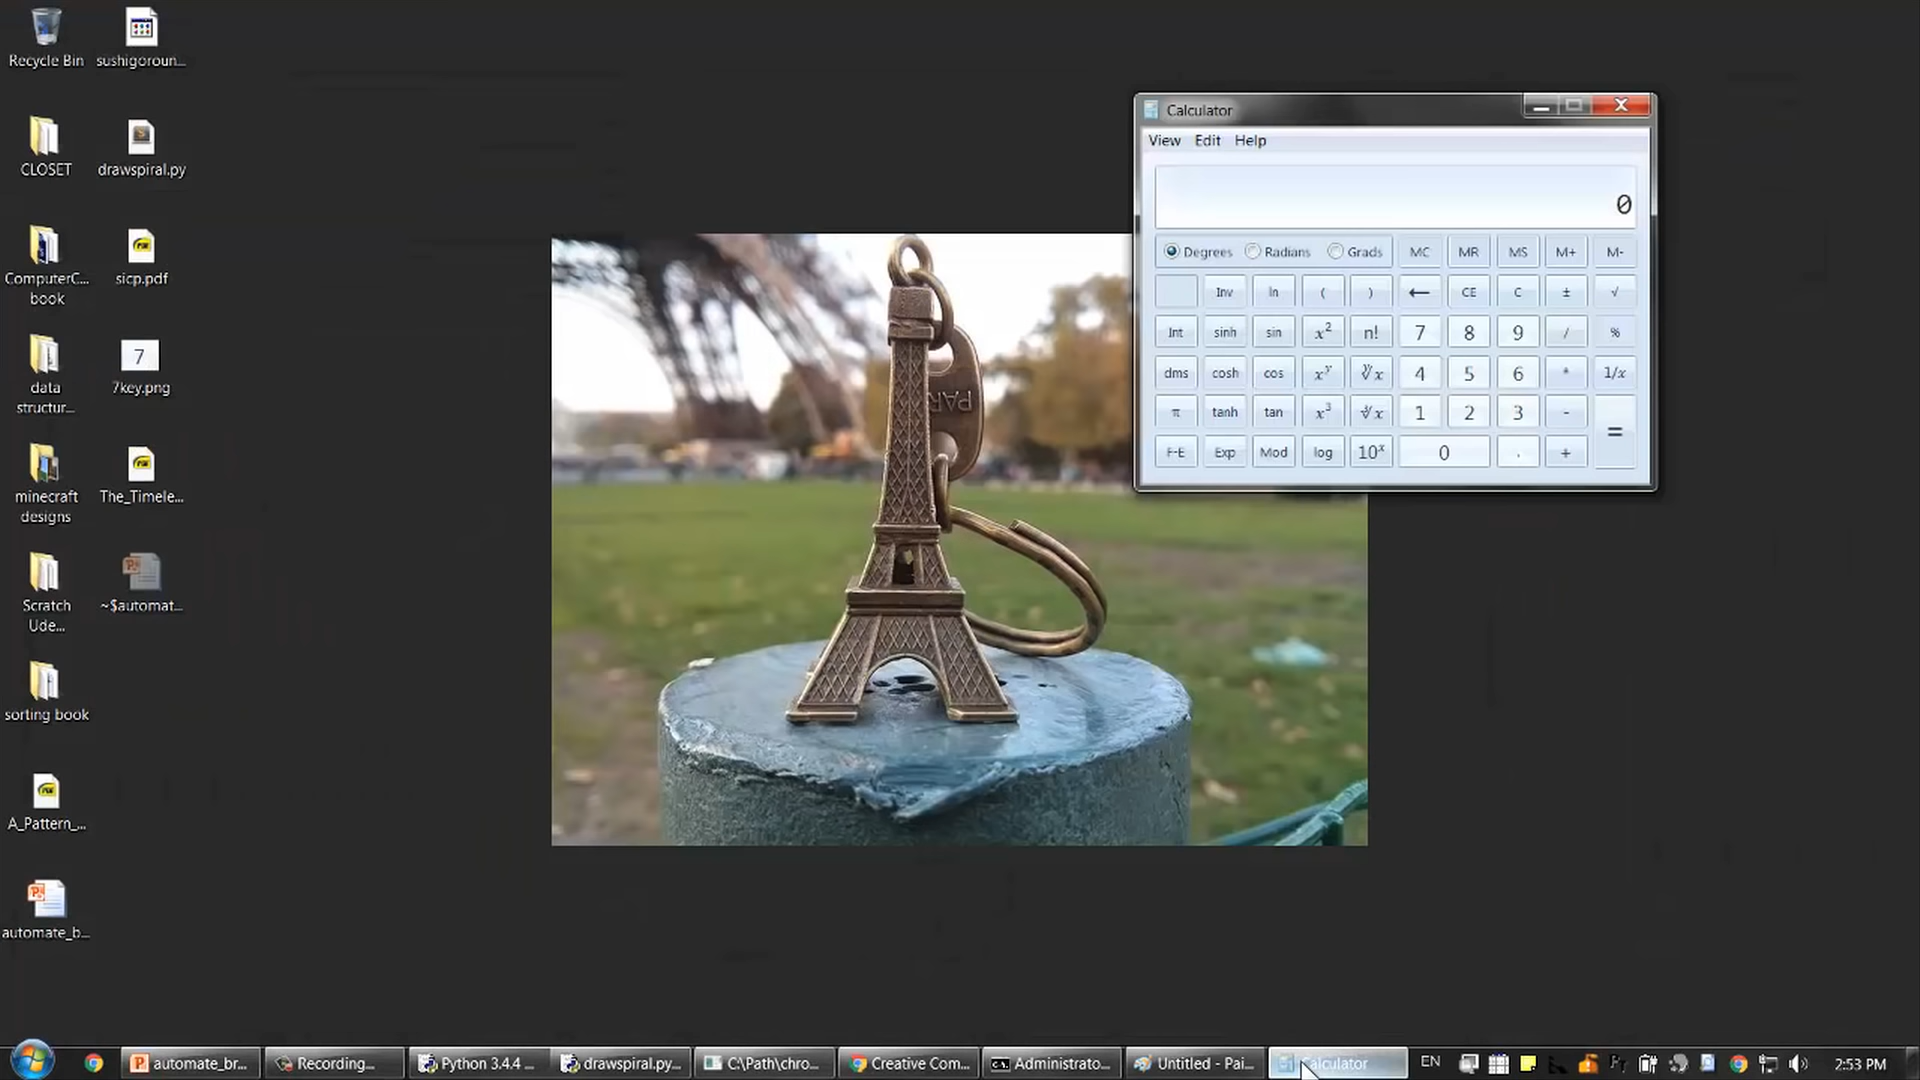 Recycle Bin
sushigoroun...
CLOSET
drawspiral.py
ComputerC...
book
sicp.pdf
data
structur...
7
7key.png
minecraft
designs
The_Timele...
Scratch
Ude...
~$automat...
sorting book
A_Pattern_...
automate_b...
PAR
Calculator
View Edit Help
0
Degrees Radians Grads MC MR MS M+ M-
Inv ln ( ) ← CE C ± √
Int sinh sin x² n! 7 8 9 / %
dms cosh cos xʸ ʸ√x 4 5 6 * 1/x
π tanh tan x³ ³√x 1 2 3 - =
F-E Exp Mod log 10ˣ 0 . +
automate_br... Recording... Python 3.4.4 ... drawspiral.py... C:\Path\chro... Creative Com... Administrato... Untitled - Pai... Calculator EN 2:53 PM